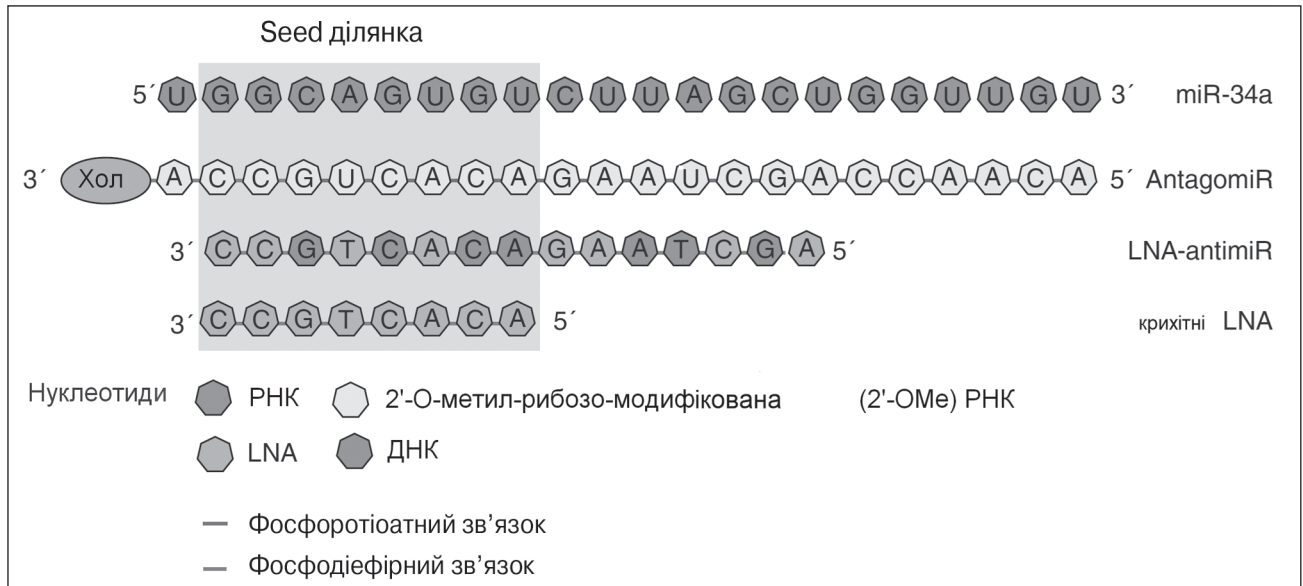 Seed ділянка
5´ U G G C A G U G U C U U A G C U G G U U G U 3´ miR-34a
3´ Хол A C C G U C A C A G A A U C G A C C A A C A 5´ AntagomiR
3´ C C G T C A C A G A A T C G A 5´ LNA-antimiR
3´ C C G T C A C A 5´ крихітні LNA
Нуклеотиди РНК 2'-О-метил-рибозо-модифікована (2'-OMe) РНК
LNA ДНК
Фосфоротіоатний зв’язок
Фосфодіефірний зв’язок